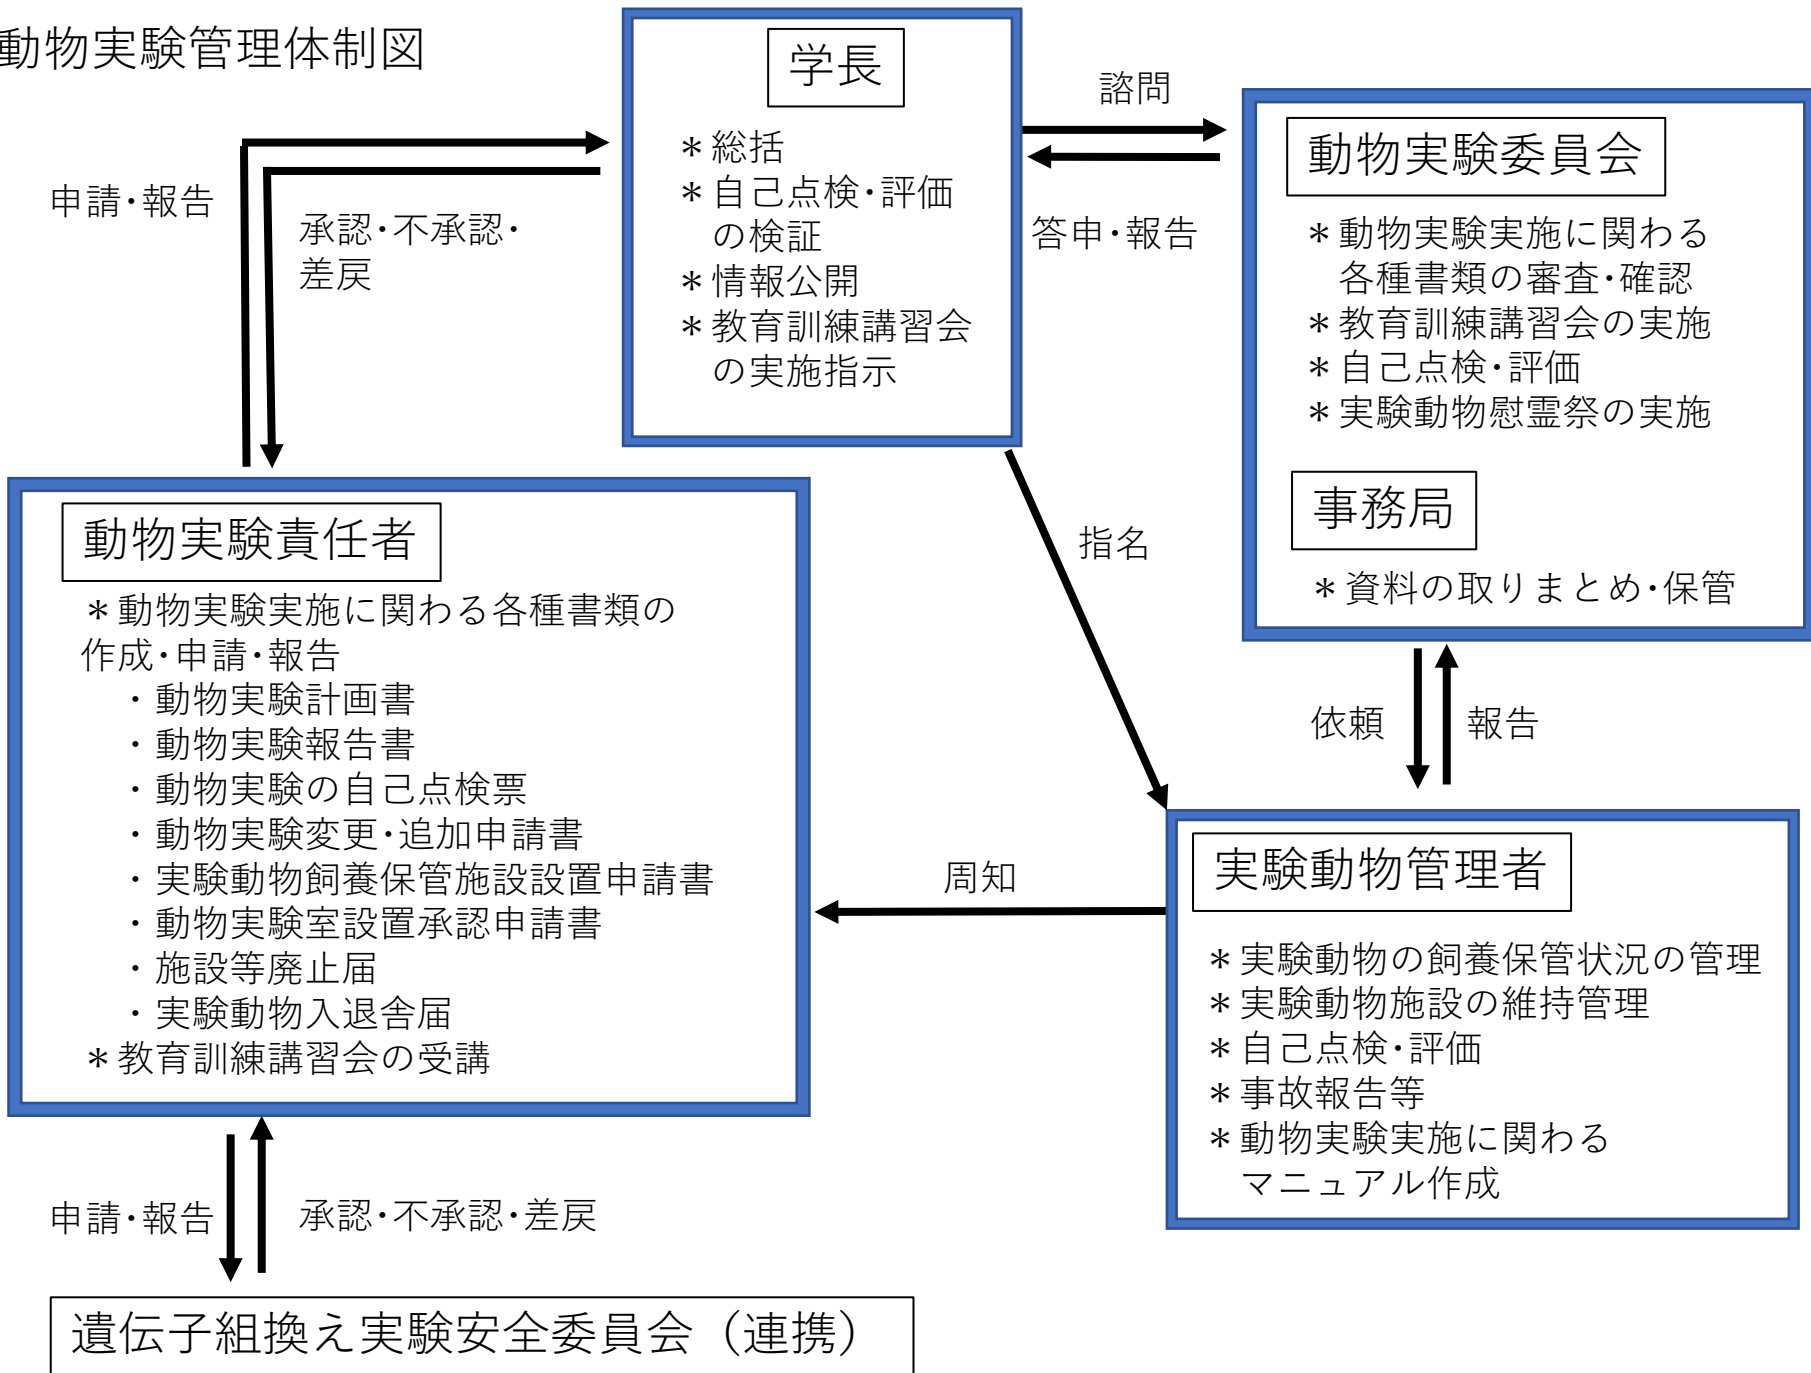 動物実験管理体制図
学長
＊総括
＊自己点検・評価
の検証
＊情報公開
＊教育訓練講習会
の実施指示
諮問
答申・報告
動物実験委員会
＊動物実験実施に関わる
各種書類の審査・確認
＊教育訓練講習会の実施
＊自己点検・評価
＊実験動物慰霊祭の実施
事務局
＊資料の取りまとめ・保管
申請・報告
承認・不承認・
差戻
指名
依頼
報告
動物実験責任者
＊動物実験実施に関わる各種書類の
作成・申請・報告
・動物実験計画書
・動物実験報告書
・動物実験の自己点検票
・動物実験変更・追加申請書
・実験動物飼養保管施設設置申請書
・動物実験室設置承認申請書
・施設等廃止届
・実験動物入退舎届
＊教育訓練講習会の受講
周知
実験動物管理者
＊実験動物の飼養保管状況の管理
＊実験動物施設の維持管理
＊自己点検・評価
＊事故報告等
＊動物実験実施に関わる
マニュアル作成
申請・報告
承認・不承認・差戻
遺伝子組換え実験安全委員会（連携）